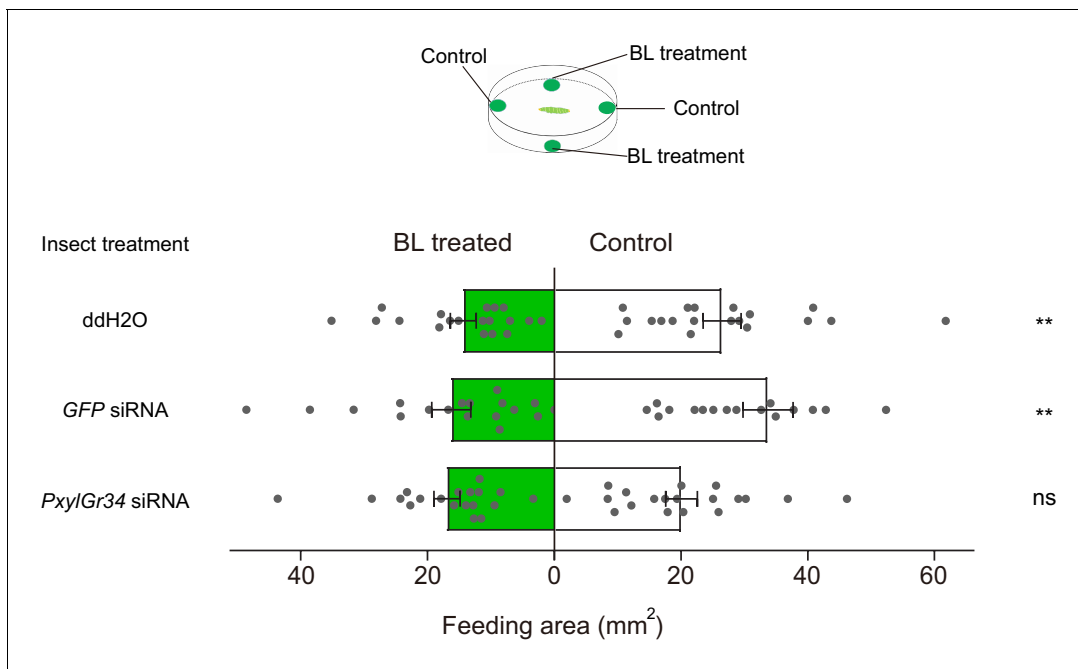 Control
BL treatment
Control
BL treatment
Insect treatment
BL treated
Control
ddH2O
**
GFP siRNA
**
PxylGr34 siRNA
ns
40 20 0 20 40 60
Feeding area (mm²)